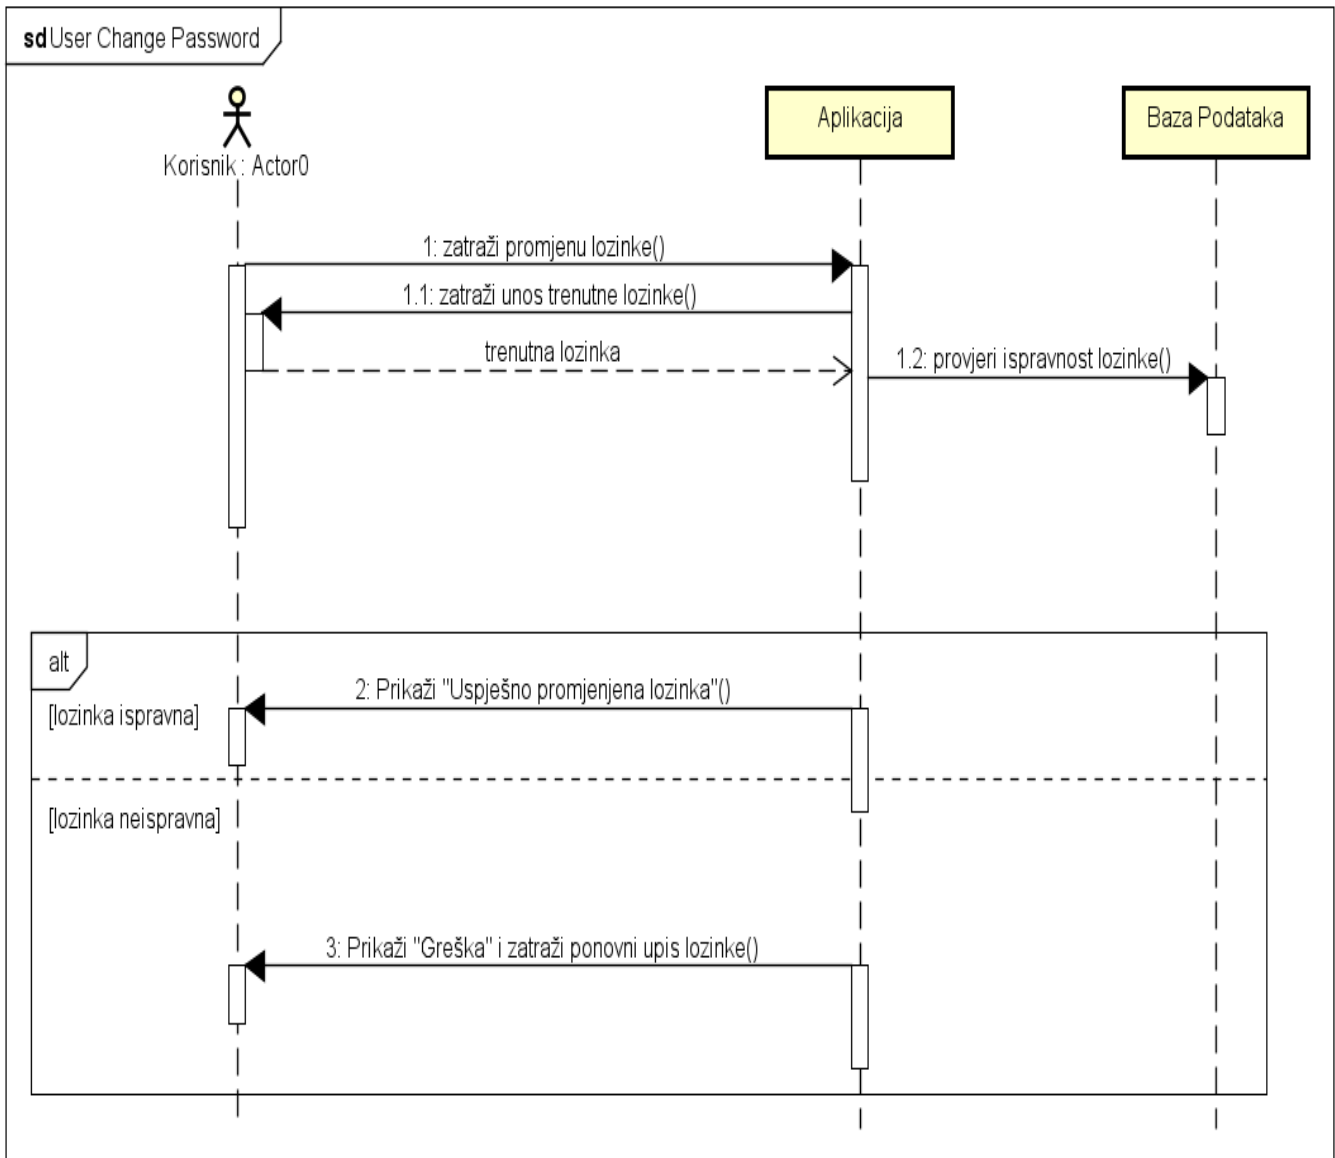 sd User Change Password
Korisnik : Actor0
Aplikacija
Baza Podataka
1: zatraži promjenu lozinke()
1.1: zatraži unos trenutne lozinke()
trenutna lozinka
1.2: provjeri ispravnost lozinke()
alt
2: Prikaži "Uspješno promjenjena lozinka"()
[lozinka ispravna]
[lozinka neispravna]
3: Prikaži "Greška" i zatraži ponovni upis lozinke()